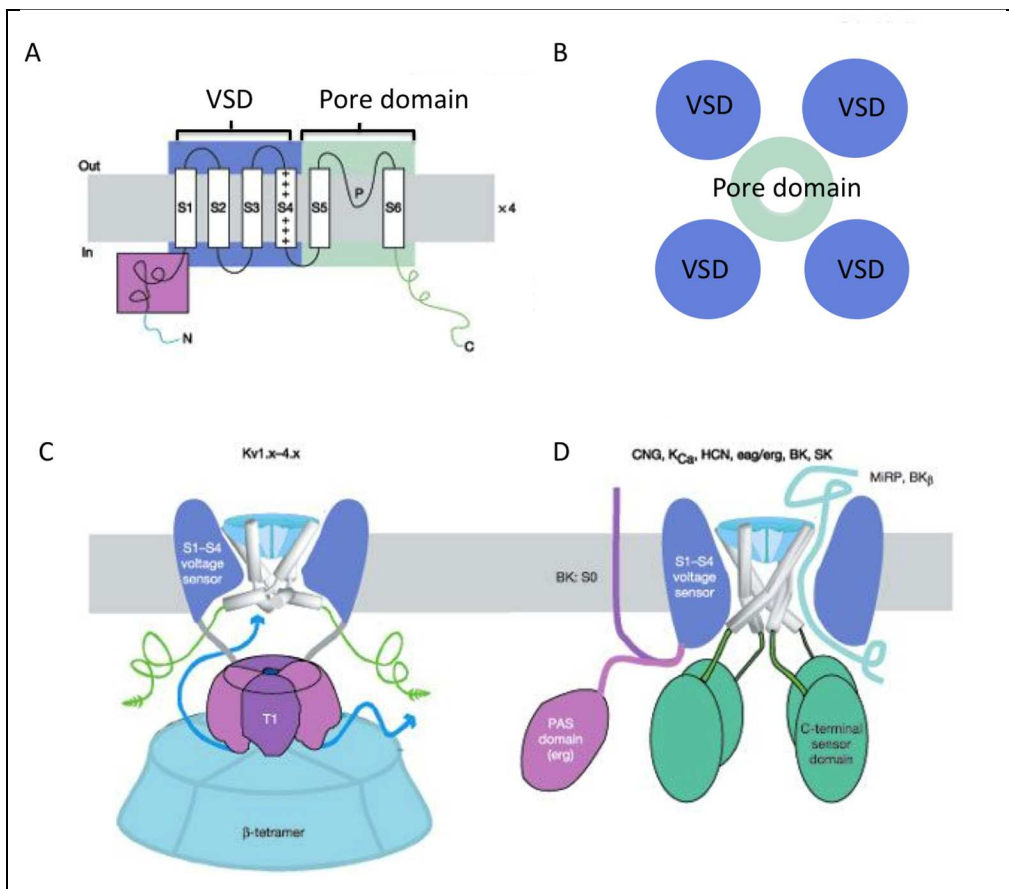 A
VSD
Pore domain
Out
+
+
+
P
S1
S2
S3
S4
S5
S6
× 4
+
+
+
+
In
N
C
B
VSD
VSD
Pore domain
VSD
VSD
C
Kv1.x–4.x
S1–S4
voltage
sensor
T1
β-tetramer
D
CNG, KCa, HCN, eag/erg, BK, SK
MiRP, BKβ
BK: S0
S1–S4
voltage
sensor
PAS
domain
(erg)
C-terminal
sensor
domain